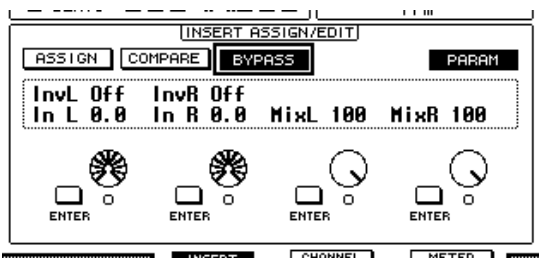 INSERT ASSIGN/EDIT
ASSIGN COMPARE BYPASS PARAM
InvL Off InvR Off
In L 0.0 In R 0.0 MixL 100 MixR 100
ENTER ENTER ENTER ENTER
INSERT CHANNEL METER